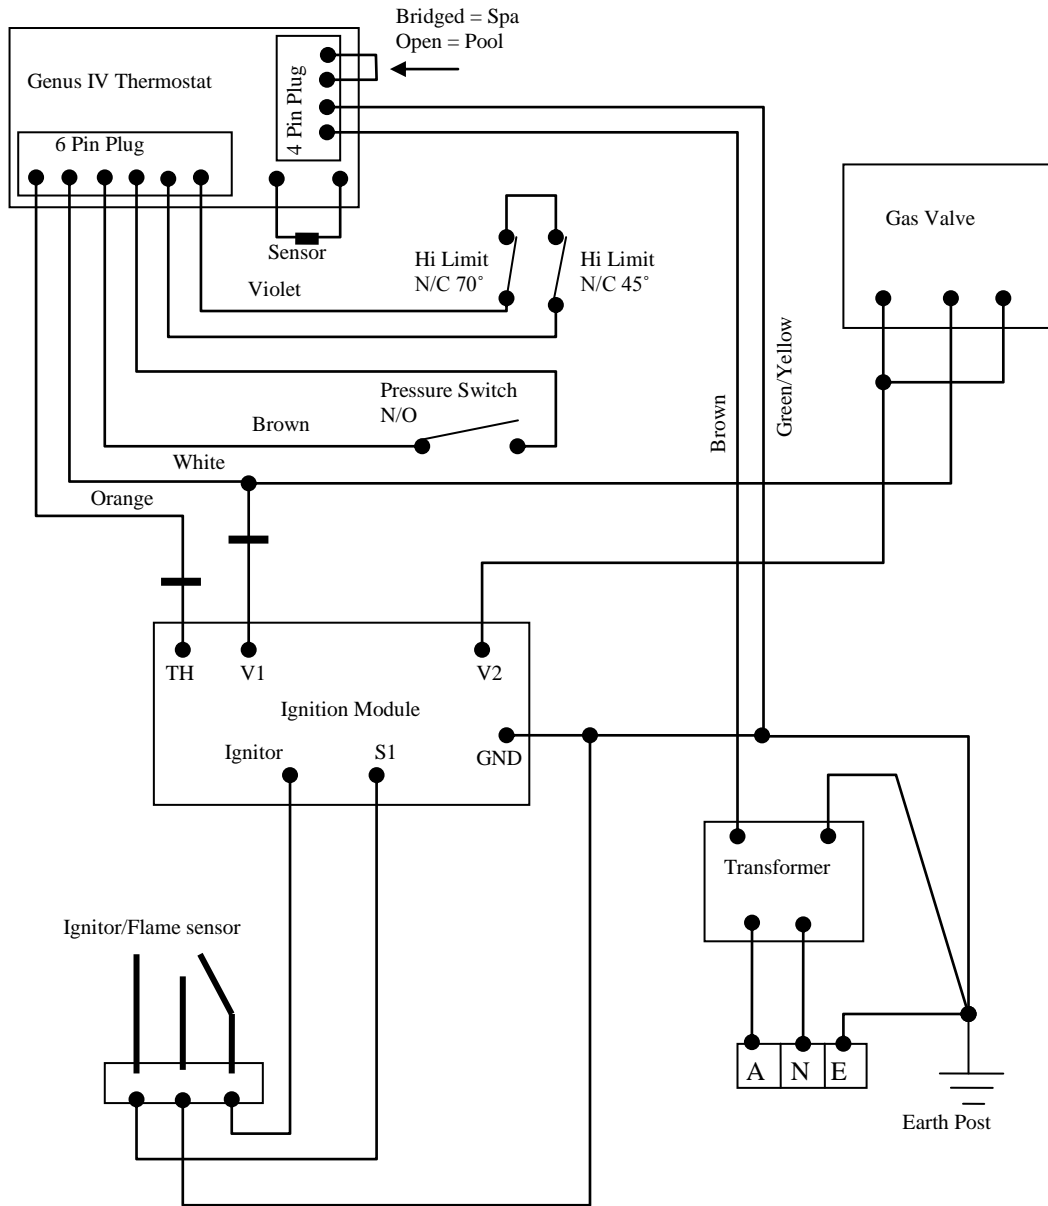 Bridged = Spa
Open = Pool
Genus IV Thermostat
4 Pin Plug
6 Pin Plug
Gas Valve
Sensor
Hi Limit
N/C 70˚
Hi Limit
N/C 45˚
Violet
Green/Yellow
Brown
Pressure Switch
N/O
Brown
White
Orange
TH
V1
V2
Ignition Module
Ignitor
S1
GND
Transformer
Ignitor/Flame sensor
A
N
E
Earth Post